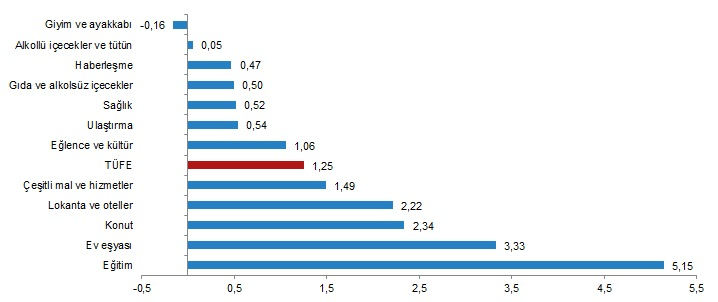 Giyim ve ayakkabı -0,16
Alkollü içecekler ve tütün 0,05
Haberleşme 0,47
Gıda ve alkolsüz içecekler 0,50
Sağlık 0,52
Ulaştırma 0,54
Eğlence ve kültür 1,06
TÜFE 1,25
Çeşitli mal ve hizmetler 1,49
Lokanta ve oteller 2,22
Konut 2,34
Ev eşyası 3,33
Eğitim 5,15
-0,5 0,5 1,5 2,5 3,5 4,5 5,5